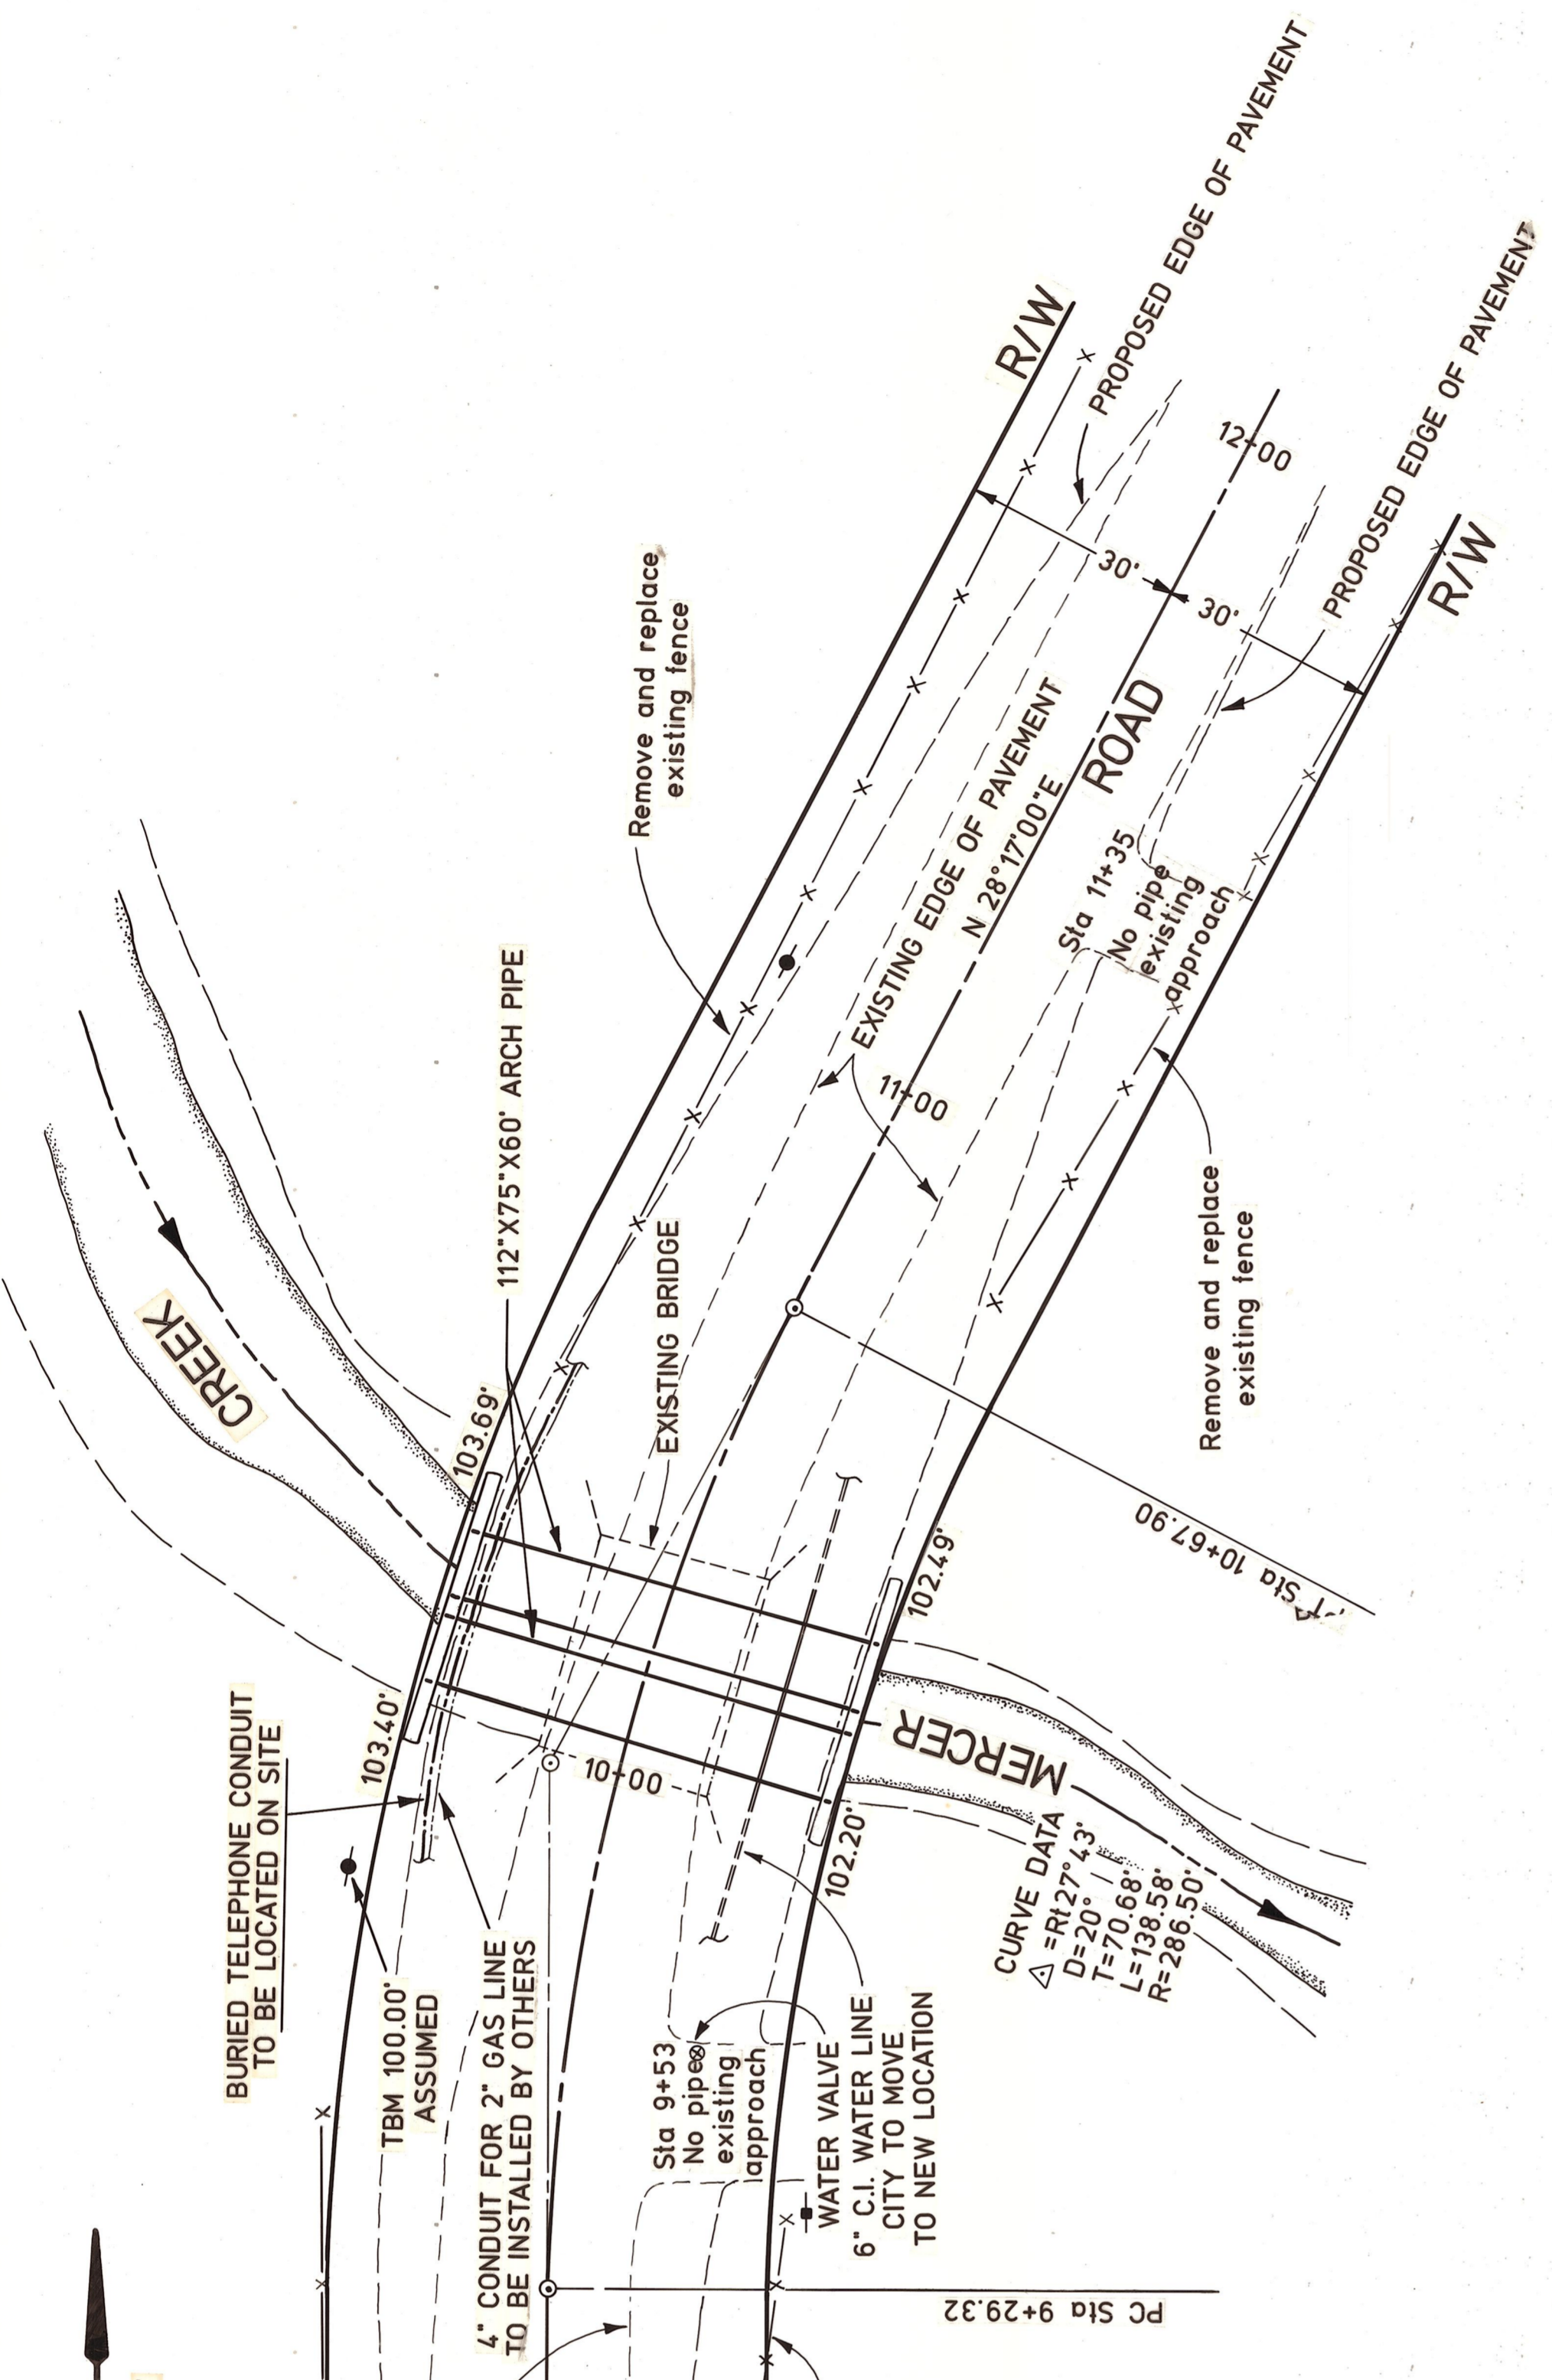 R/W
PROPOSED EDGE OF PAVEMENT
PROPOSED EDGE OF PAVEMENT
R/W
12+00
30'
30'
Remove and replace
existing fence
ROAD
N 28°17'00"E
EXISTING EDGE OF PAVEMENT
Sta 11+35
No pipe
existing
approach
11+00
112"X75"X60' ARCH PIPE
EXISTING BRIDGE
Remove and replace
existing fence
CREEK
103.69'
102.49'
Sta 10+67.90
103.40'
BURIED TELEPHONE CONDUIT
TO BE LOCATED ON SITE
10+00
MERCER
102.20'
CURVE DATA
△=Rt27°43'
D=20°
T=70.68'
L=138.58'
R=286.50'
TBM 100.00'
ASSUMED
4" CONDUIT FOR 2" GAS LINE
TO BE INSTALLED BY OTHERS
Sta 9+53
No pipe
existing
approach
WATER VALVE
6" C.I. WATER LINE
CITY TO MOVE
TO NEW LOCATION
PC Sta 9+29.32